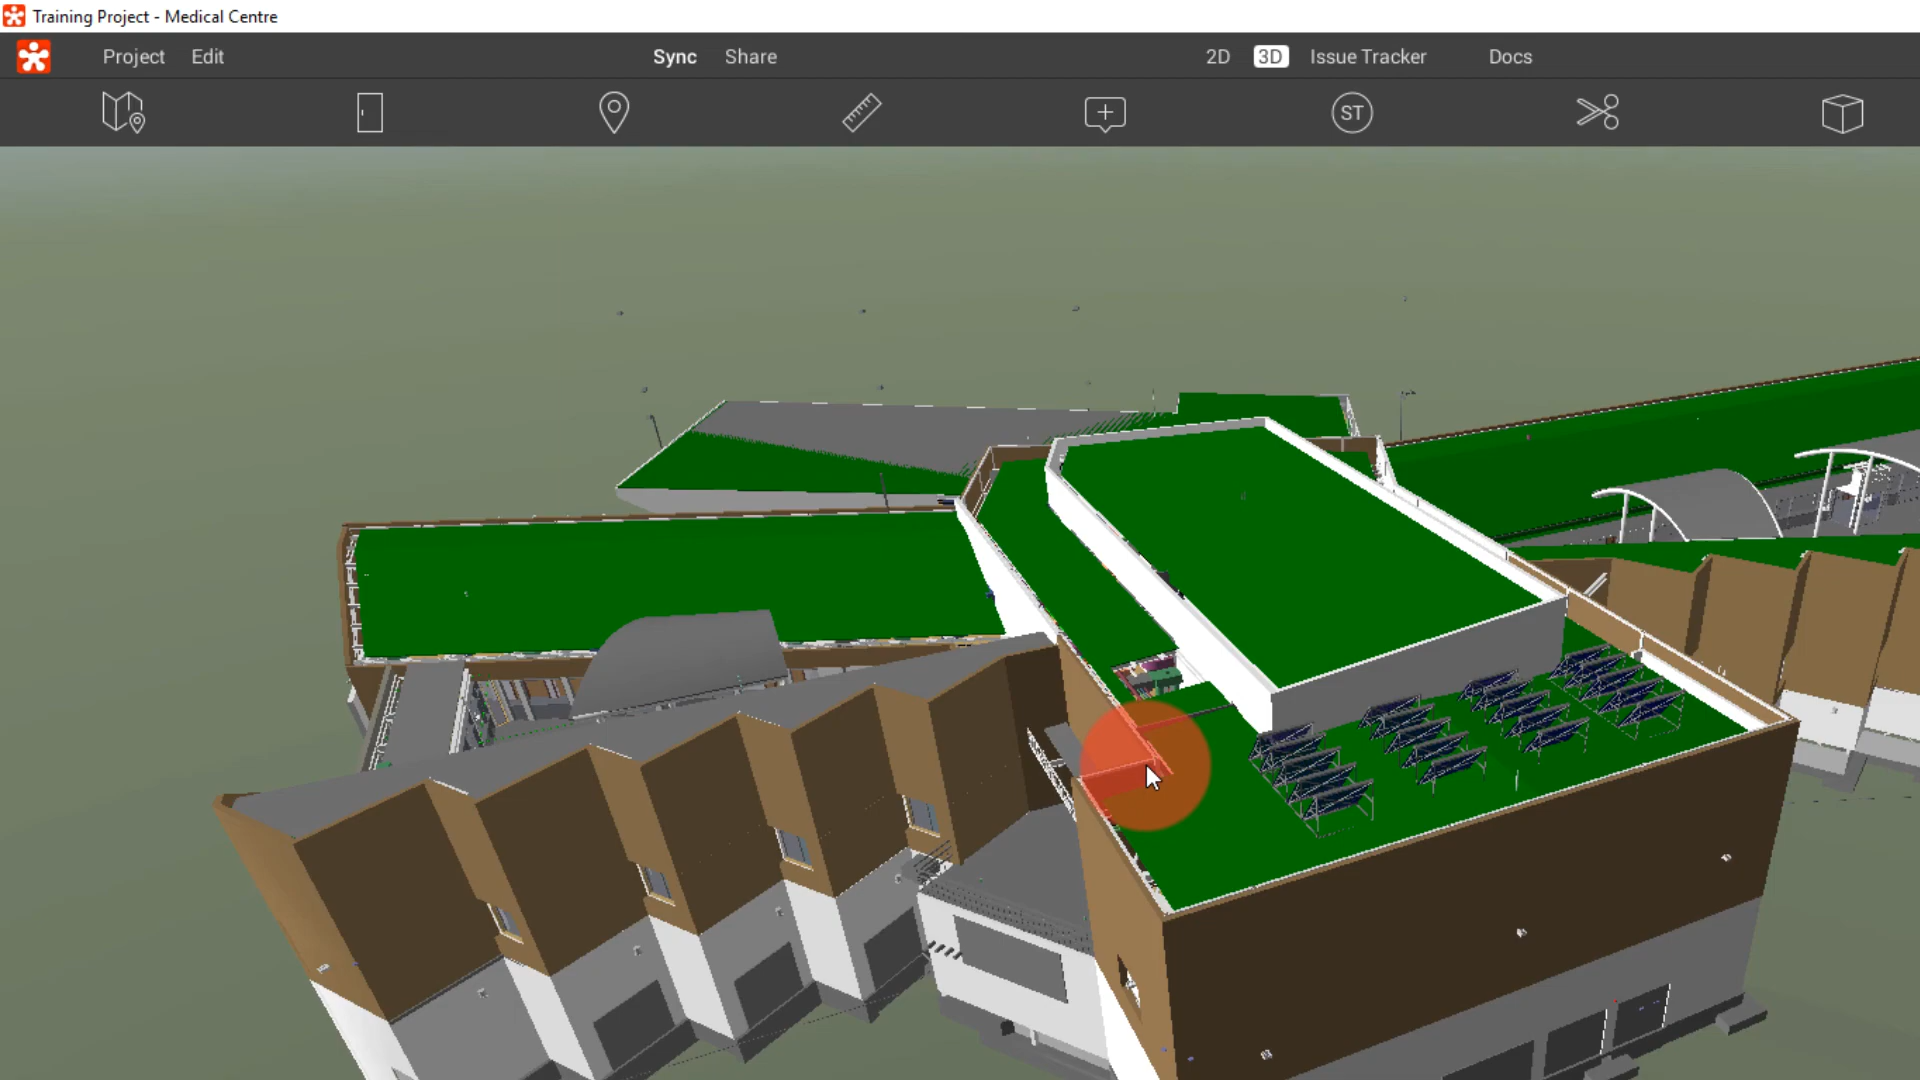 Training Project - Medical Centre
Project Edit Sync Share 2D 3D Issue Tracker Docs
ST